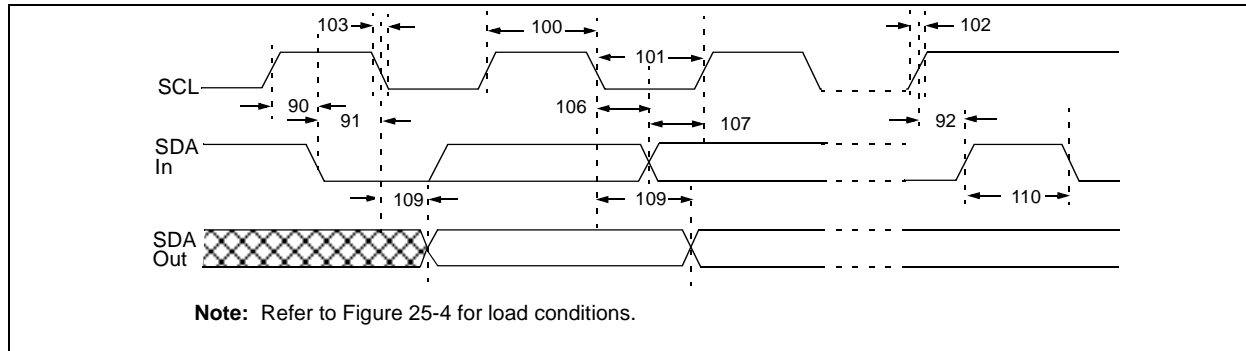 103
100
102
101
SCL
90
106
91
107
92
SDA
In
109
109
110
SDA
Out
Note: Refer to Figure 25-4 for load conditions.